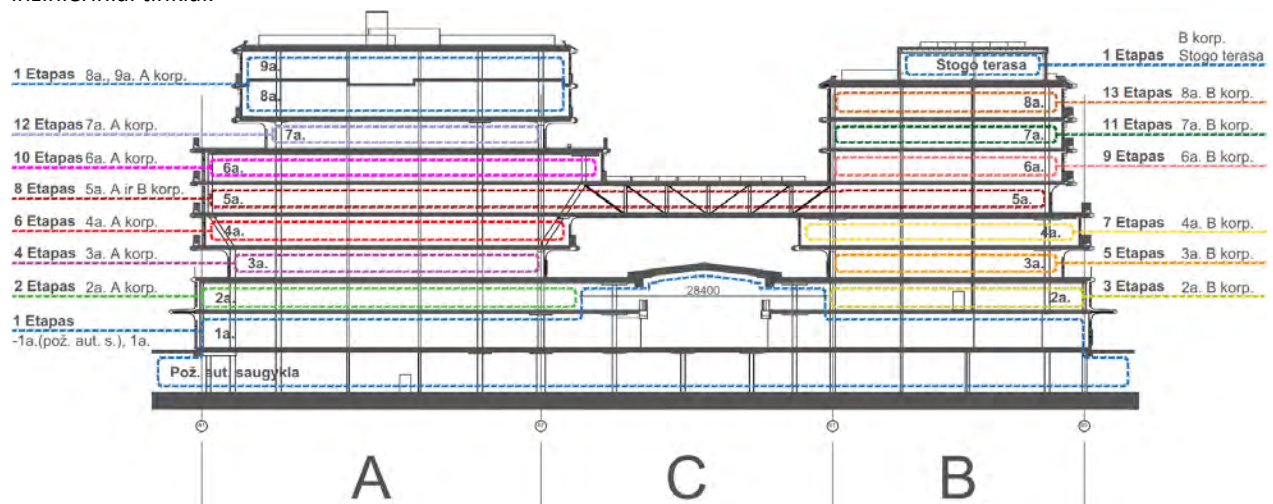 1 Etapas 8a., 9a. A korp.
12 Etapas 7a. A korp.
10 Etapas 6a. A korp.
8 Etapas 5a. A ir B korp.
6 Etapas 4a. A korp.
4 Etapas 3a. A korp.
2 Etapas 2a. A korp.
1 Etapas
-1a.(pož. aut. s.), 1a.
9a.
8a.
7a.
6a.
5a.
4a.
3a.
2a.
1a.
Pož. aut. saugykla
28400
Stogo terasa
8a.
7a.
6a.
5a.
4a.
3a.
2a.
B korp.
1 Etapas Stogo terasa
13 Etapas 8a. B korp.
11 Etapas 7a. B korp.
9 Etapas 6a. B korp.
7 Etapas 4a. B korp.
5 Etapas 3a. B korp.
3 Etapas 2a. B korp.
A C B